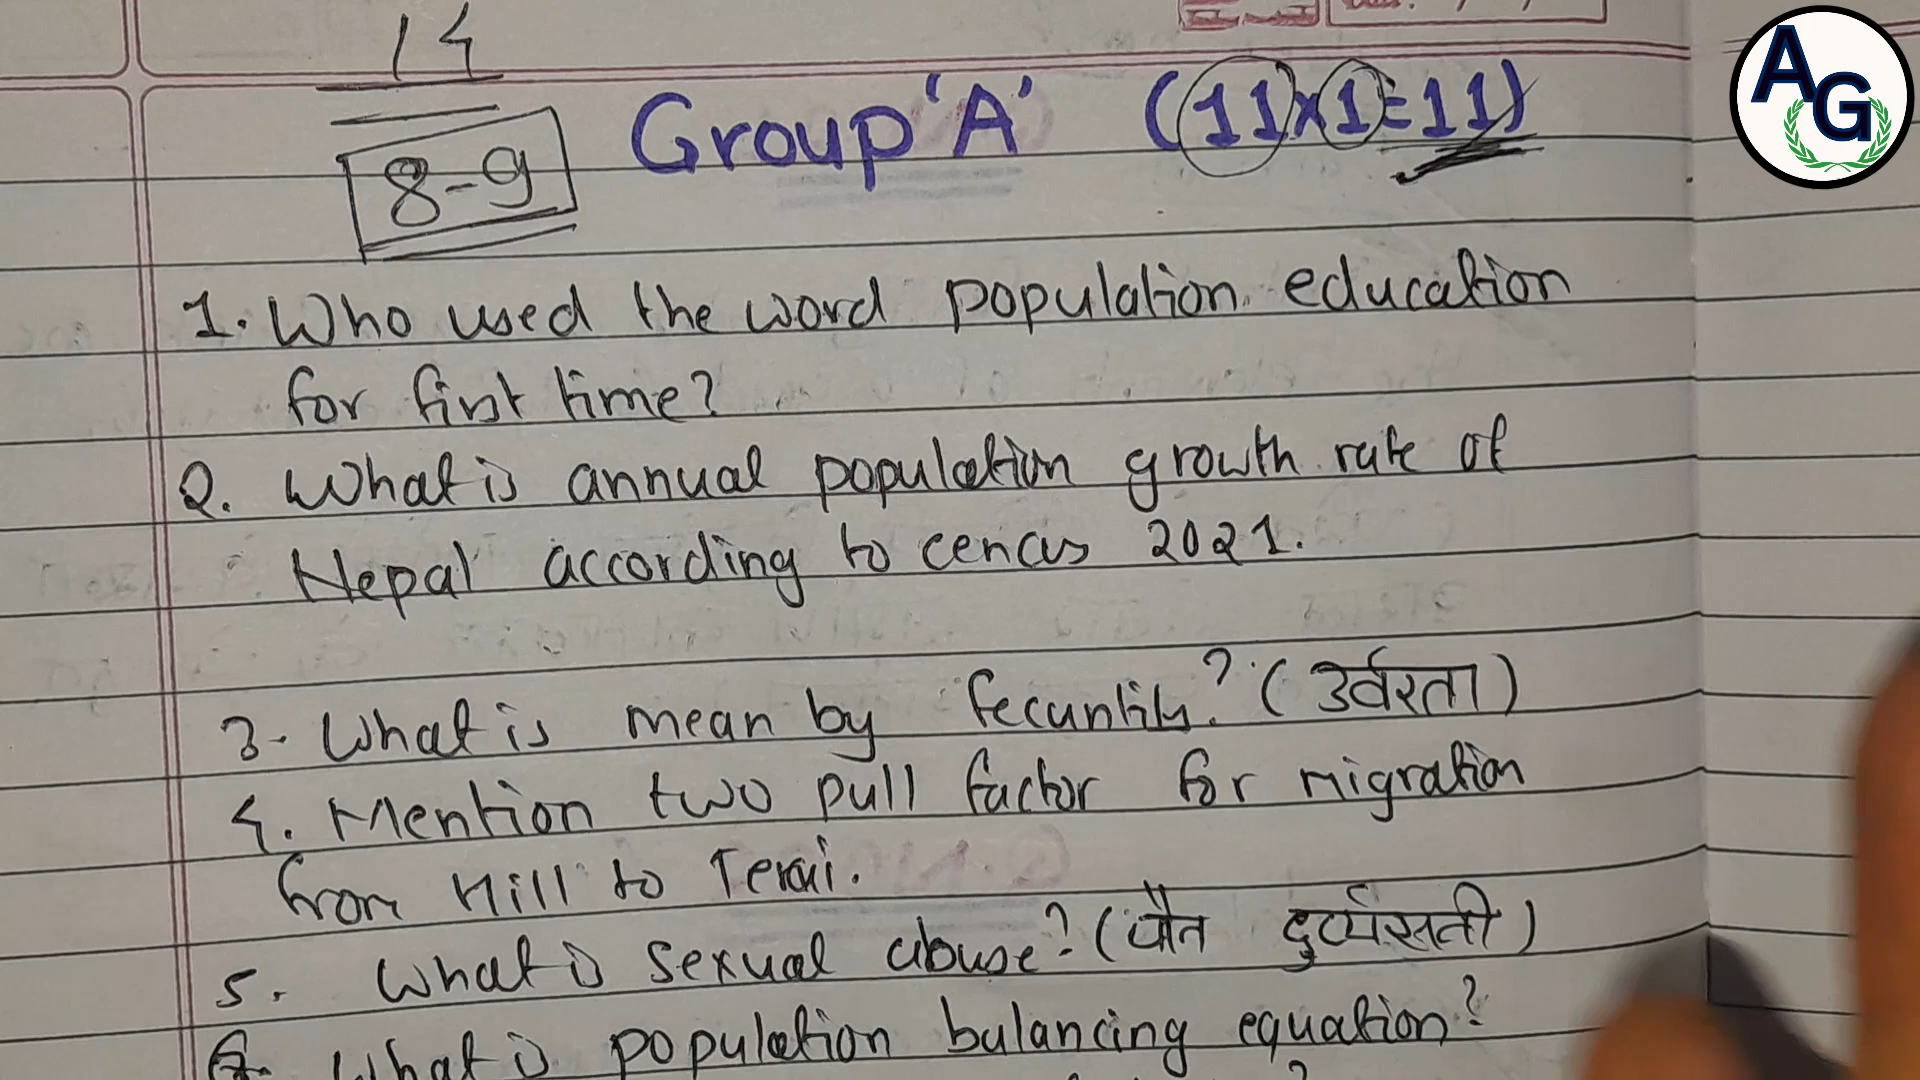 14
8-9
Group 'A' (11×1=11)
1. Who used the word population education
for first time?
2. What is annual population growth rate of
Nepal according to cencus 2021.
3. What is mean by fecuntily? (उर्वरता)
4. Mention two pull factor for migration
from Hill to Terai.
5. What is sexual abuse? (यौन दुर्व्यसती)
What is population balancing equation?
AG